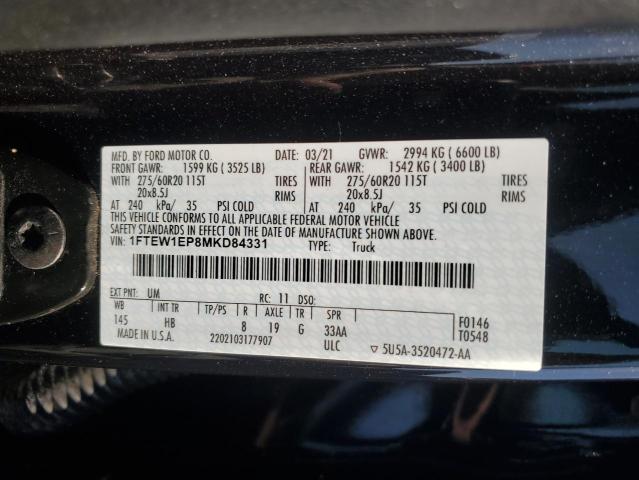 MFD. BY FORD MOTOR CO. DATE: 03/21 GVWR: 2994 KG ( 6600 LB)
FRONT GAWR: 1599 KG ( 3525 LB) REAR GAWR: 1542 KG ( 3400 LB)
WITH 275/60R20 115T TIRES WITH 275/60R20 115T TIRES
20x8.5J RIMS 20x8.5J RIMS
AT 240 kPa/ 35 PSI COLD AT 240 kPa/ 35 PSI COLD
THIS VEHICLE CONFORMS TO ALL APPLICABLE FEDERAL MOTOR VEHICLE
SAFETY STANDARDS IN EFFECT ON THE DATE OF MANUFACTURE SHOWN ABOVE.
VIN: 1FTEW1EP8MKD84331 TYPE: Truck
EXT PNT: UM RC: 11 DSO:
WB INT TR TP/PS R AXLE TR SPR F0146
145 HB 8 19 G 33AA T0548
MADE IN U.S.A. 2202103177907 ULC ▽ 5U5A-3520472-AA